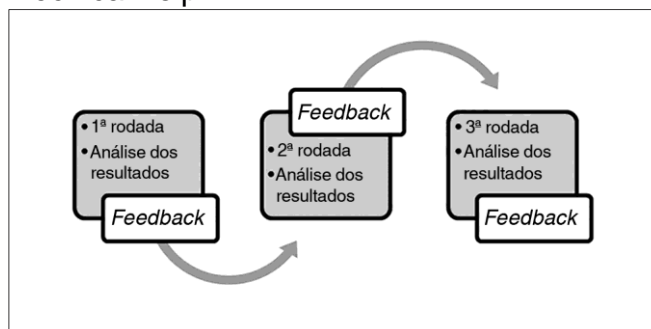 • 1ª rodada
• Análise dos
resultados
Feedback
Feedback
• 2ª rodada
• Análise dos
resultados
• 3ª rodada
• Análise dos
resultados
Feedback